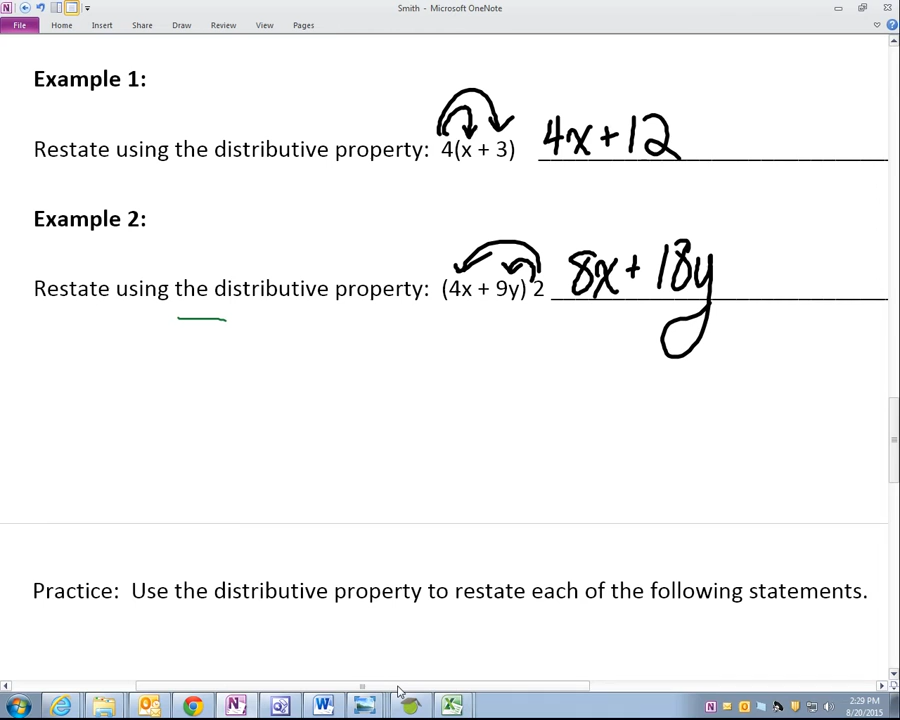 Smith - Microsoft OneNote
File Home Insert Share Draw Review View Pages
Example 1:
Restate using the distributive property: 4(x + 3) 4x+12
Example 2:
Restate using the distributive property: (4x + 9y) 2 8x+18y
Practice: Use the distributive property to restate each of the following statements.
2:29 PM
8/20/2015